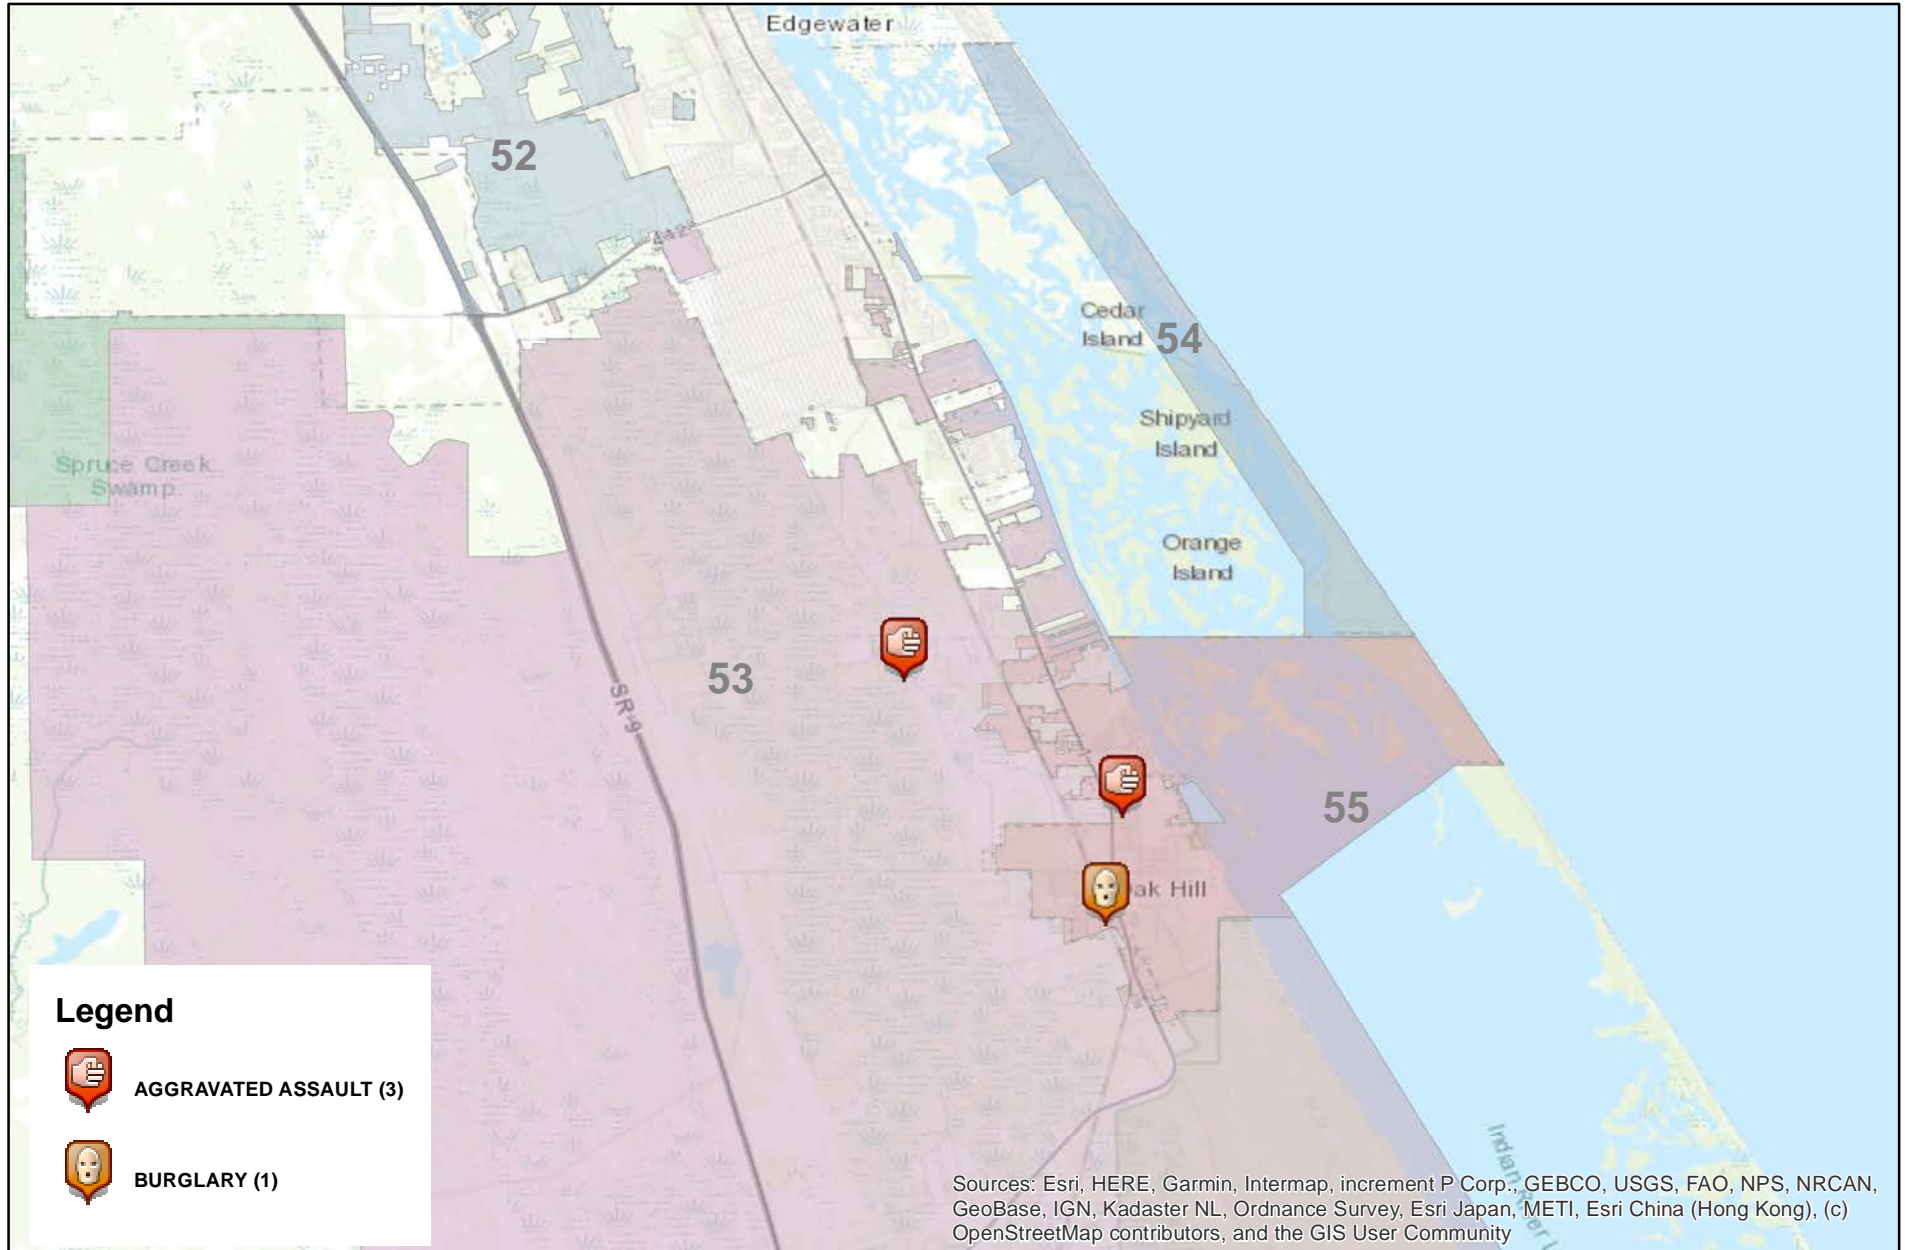 Edgewater
52
Cedar
Island
54
Shipyard
Island
Spruce Creek
Swamp
Orange
Island
53
SR-9
55
ak Hill
Legend
AGGRAVATED ASSAULT (3)
BURGLARY (1)
Indian River L
Sources: Esri, HERE, Garmin, Intermap, increment P Corp., GEBCO, USGS, FAO, NPS, NRCAN,
GeoBase, IGN, Kadaster NL, Ordnance Survey, Esri Japan, METI, Esri China (Hong Kong), (c)
OpenStreetMap contributors, and the GIS User Community